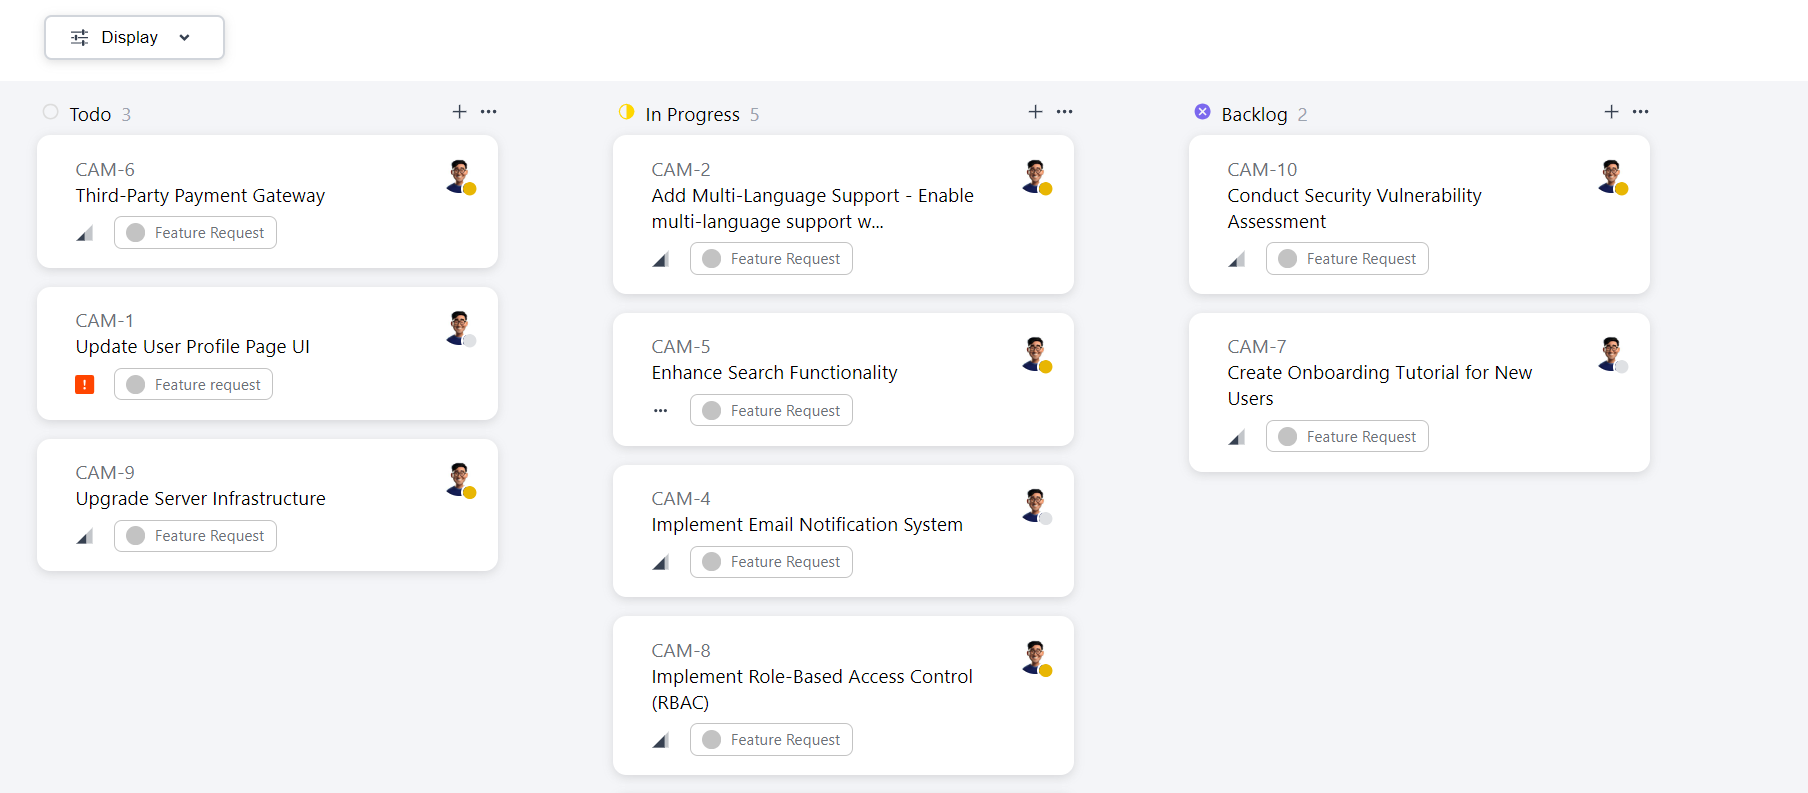 Display
Todo 3
CAM-6
Third-Party Payment Gateway
Feature Request
CAM-1
Update User Profile Page UI
!
Feature request
CAM-9
Upgrade Server Infrastructure
Feature Request
In Progress 5
CAM-2
Add Multi-Language Support - Enable
multi-language support w...
Feature Request
CAM-5
Enhance Search Functionality
Feature Request
CAM-4
Implement Email Notification System
Feature Request
CAM-8
Implement Role-Based Access Control
(RBAC)
Feature Request
Backlog 2
CAM-10
Conduct Security Vulnerability
Assessment
Feature Request
CAM-7
Create Onboarding Tutorial for New
Users
Feature Request